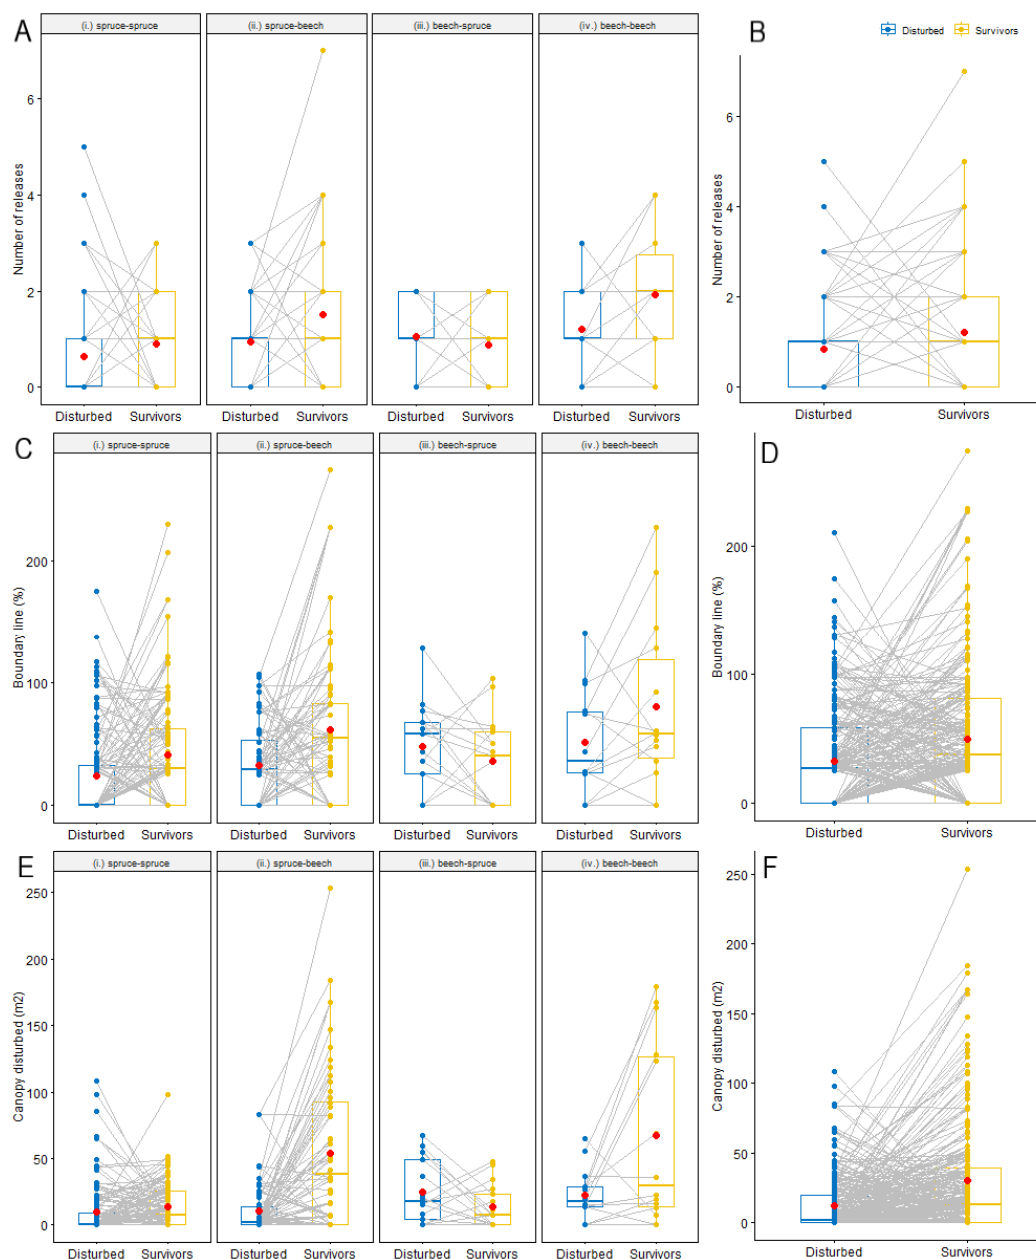 A
(i.) spruce-spruce
(ii.) spruce-beech
(iii.) beech-spruce
(iv.) beech-beech
Number of releases
6
4
2
0
Disturbed Survivors
Disturbed Survivors
Disturbed Survivors
Disturbed Survivors
B
Disturbed
Survivors
Number of releases
6
4
2
0
Disturbed Survivors
C
(i.) spruce-spruce
(ii.) spruce-beech
(iii.) beech-spruce
(iv.) beech-beech
Boundary line (%)
200
100
0
Disturbed Survivors
Disturbed Survivors
Disturbed Survivors
Disturbed Survivors
D
Boundary line (%)
200
100
0
Disturbed Survivors
E
(i.) spruce-spruce
(ii.) spruce-beech
(iii.) beech-spruce
(iv.) beech-beech
Canopy disturbed (m2)
250
200
150
100
50
0
Disturbed Survivors
Disturbed Survivors
Disturbed Survivors
Disturbed Survivors
F
Canopy disturbed (m2)
250
200
150
100
50
0
Disturbed Survivors